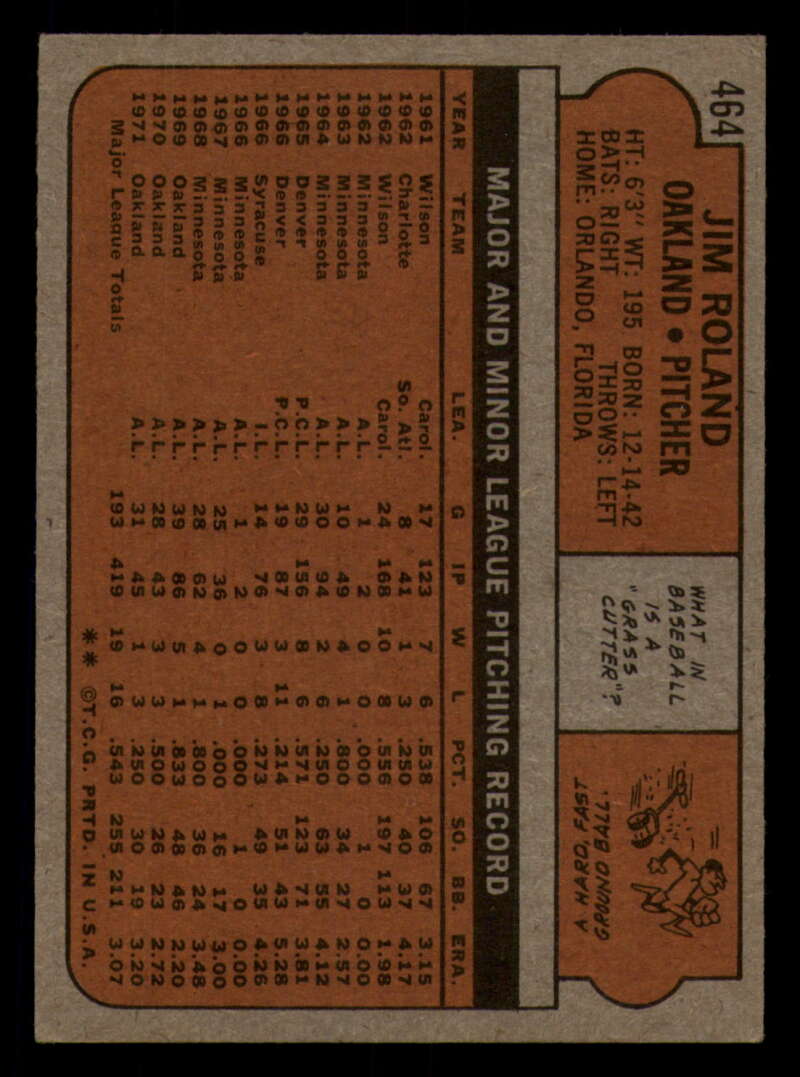 464
JIM ROLAND
OAKLAND • PITCHER
HT: 6'3" WT: 195 BORN: 12-14-42
BATS: RIGHT THROWS: LEFT
HOME: ORLANDO, FLORIDA
WHAT IN
BASEBALL
IS A
"GRASS
CUTTER"?
A HARD, FAST
GROUND BALL.
MAJOR AND MINOR LEAGUE PITCHING RECORD
YEAR TEAM LEA. G IP W L PCT. SO. BB. ERA.
1961 Wilson Carol. 17 123 7 6 .538 106 67 3.15
1962 Charlotte So. Atl. 8 41 1 3 .250 40 37 4.17
1962 Wilson Carol. 24 168 10 8 .556 197 113 1.98
1962 Minnesota A.L. 1 2 0 0 .000 1 0 0.00
1963 Minnesota A.L. 10 49 4 1 .800 34 27 2.57
1964 Minnesota A.L. 30 94 2 6 .250 63 55 4.12
1965 Denver P.C.L. 29 156 8 6 .571 123 71 3.81
1966 Denver P.C.L. 19 87 3 11 .214 51 43 5.28
1966 Syracuse I.L. 14 76 3 8 .273 49 35 4.26
1966 Minnesota A.L. 1 2 0 0 .000 1 0 0.00
1967 Minnesota A.L. 25 36 0 1 .000 16 17 3.00
1968 Minnesota A.L. 28 62 4 1 .800 36 24 3.48
1969 Oakland A.L. 39 86 5 1 .833 48 46 2.20
1970 Oakland A.L. 28 43 3 3 .500 26 23 2.72
1971 Oakland A.L. 31 45 1 3 .250 30 19 3.20
Major League Totals 193 419 19 16 .543 255 211 3.07
** ©T.C.G. PRTD. IN U.S.A.